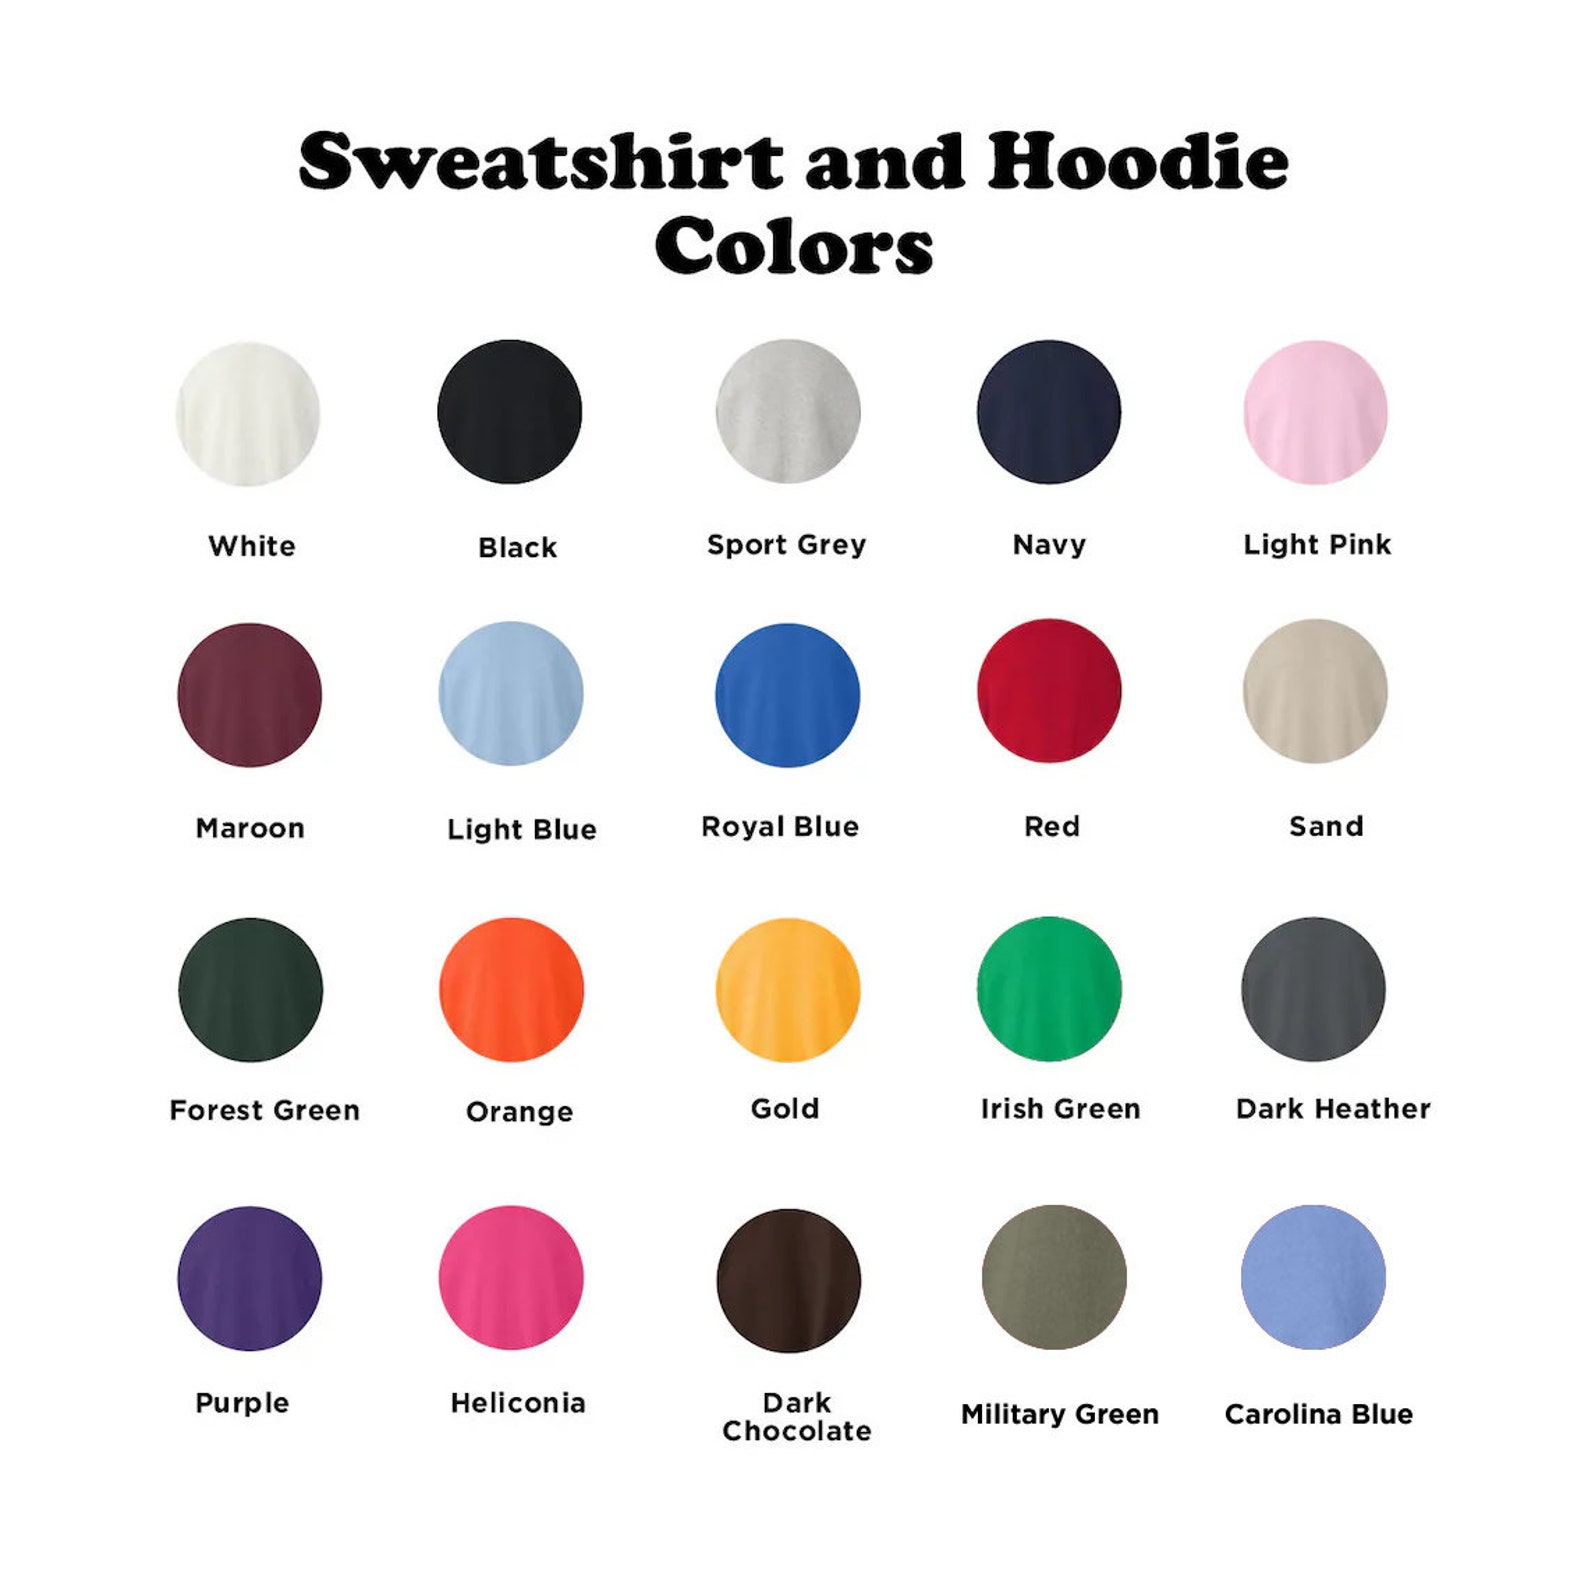 Sweatshirt and Hoodie
Colors
White
Black
Sport Grey
Navy
Light Pink
Maroon
Light Blue
Royal Blue
Red
Sand
Forest Green
Orange
Gold
Irish Green
Dark Heather
Purple
Heliconia
Dark
Chocolate
Military Green
Carolina Blue